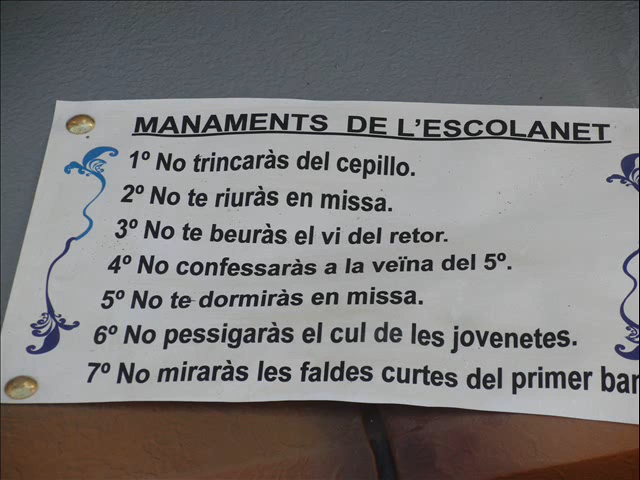 MANAMENTS DE L'ESCOLANET
1º No trincaràs del cepillo.
2º No te riuràs en missa.
3º No te beuràs el vi del retor.
4º No confessaràs a la veïna del 5º.
5º No te dormiràs en missa.
6º No pessigaràs el cul de les jovenetes.
7º No miraràs les faldes curtes del primer